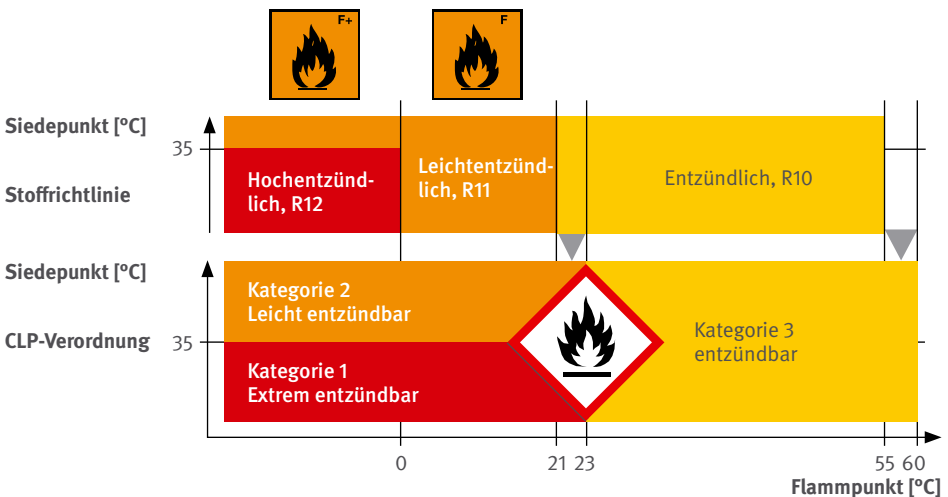 F+
F
Siedepunkt [°C]
35
Stoffrichtlinie
Hochentzünd-
lich, R12
Leichtentzünd-
lich, R11
Entzündlich, R10
Siedepunkt [°C]
CLP-Verordnung
35
Kategorie 2
Leicht entzündbar
Kategorie 1
Extrem entzündbar
Kategorie 3
entzündbar
0
21 23
55 60
Flammpunkt [°C]